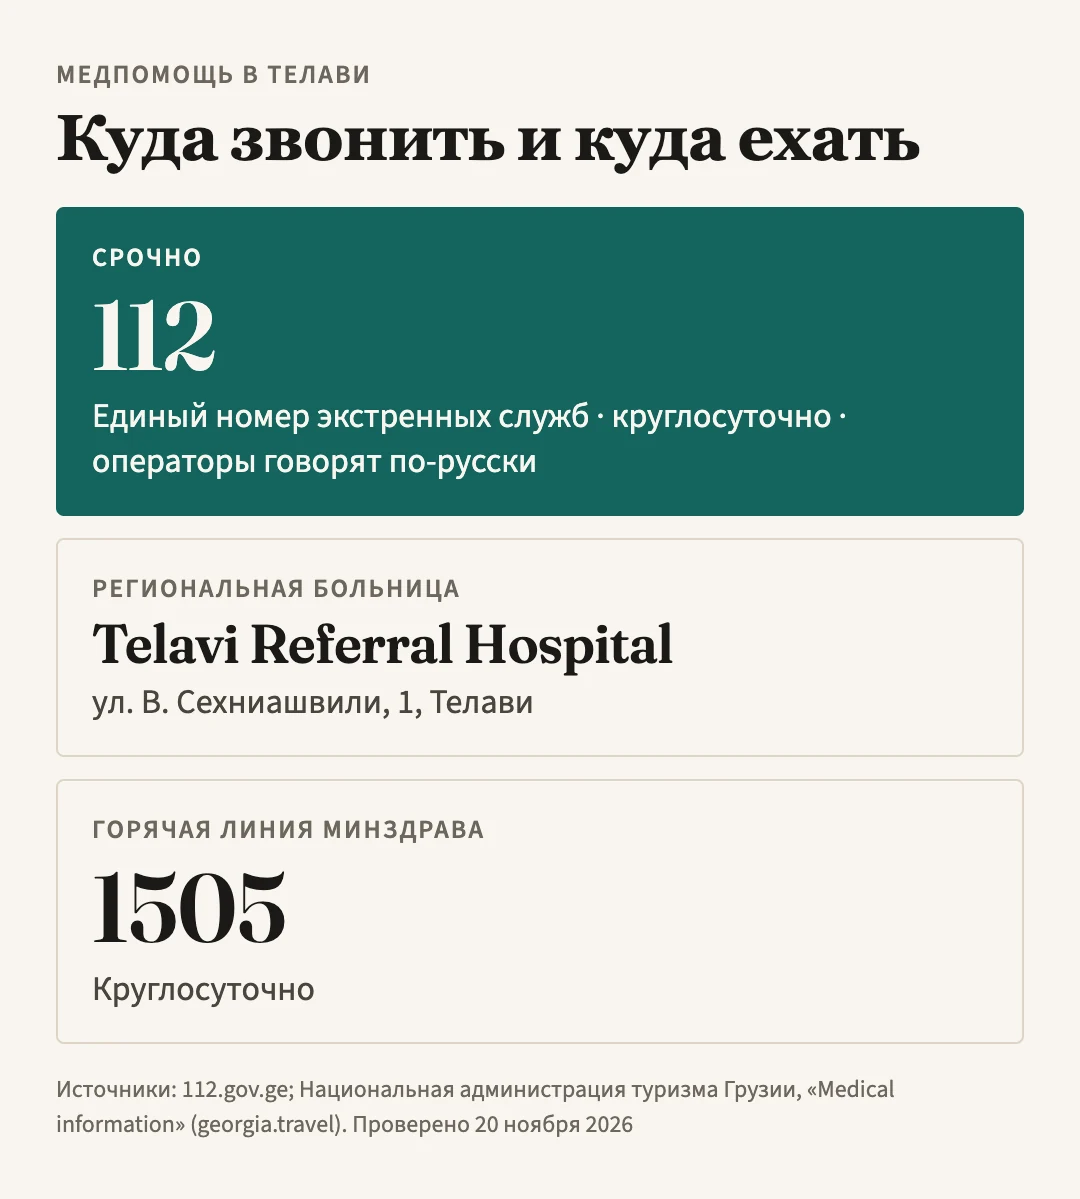 МЕДПОМОЩЬ В ТЕЛАВИ
Куда звонить и куда ехать
СРОЧНО
112
Единый номер экстренных служб · круглосуточно ·
операторы говорят по-русски
РЕГИОНАЛЬНАЯ БОЛЬНИЦА
Telavi Referral Hospital
ул. В. Сехниашвили, 1, Телави
ГОРЯЧАЯ ЛИНИЯ МИНЗДРАВА
1505
Круглосуточно
Источники: 112.gov.ge; Национальная администрация туризма Грузии, «Medical
information» (georgia.travel). Проверено 20 ноября 2026